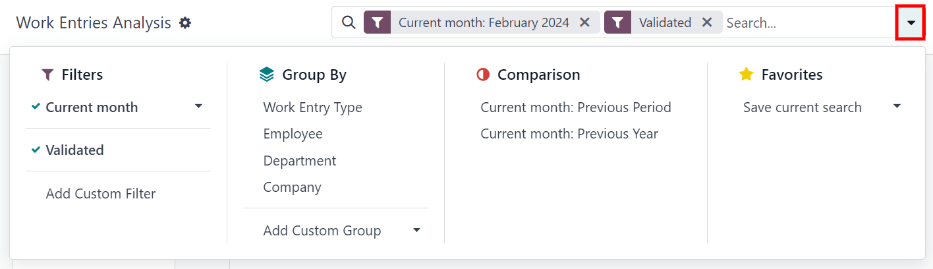 Work Entries Analysis
Current month: February 2024
Validated
Search...
Filters
Current month
Validated
Add Custom Filter
Group By
Work Entry Type
Employee
Department
Company
Add Custom Group
Comparison
Current month: Previous Period
Current month: Previous Year
Favorites
Save current search